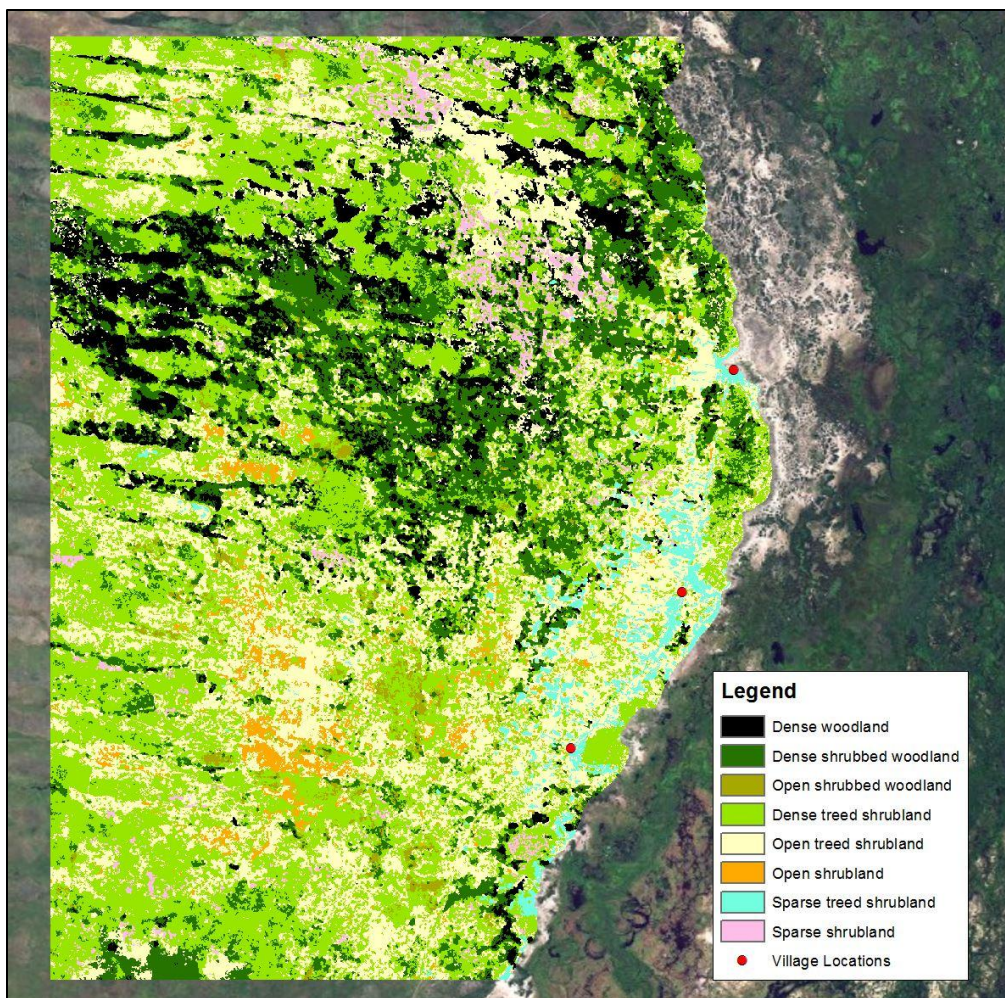 Legend
Dense woodland
Dense shrubbed woodland
Open shrubbed woodland
Dense treed shrubland
Open treed shrubland
Open shrubland
Sparse treed shrubland
Sparse shrubland
Village Locations